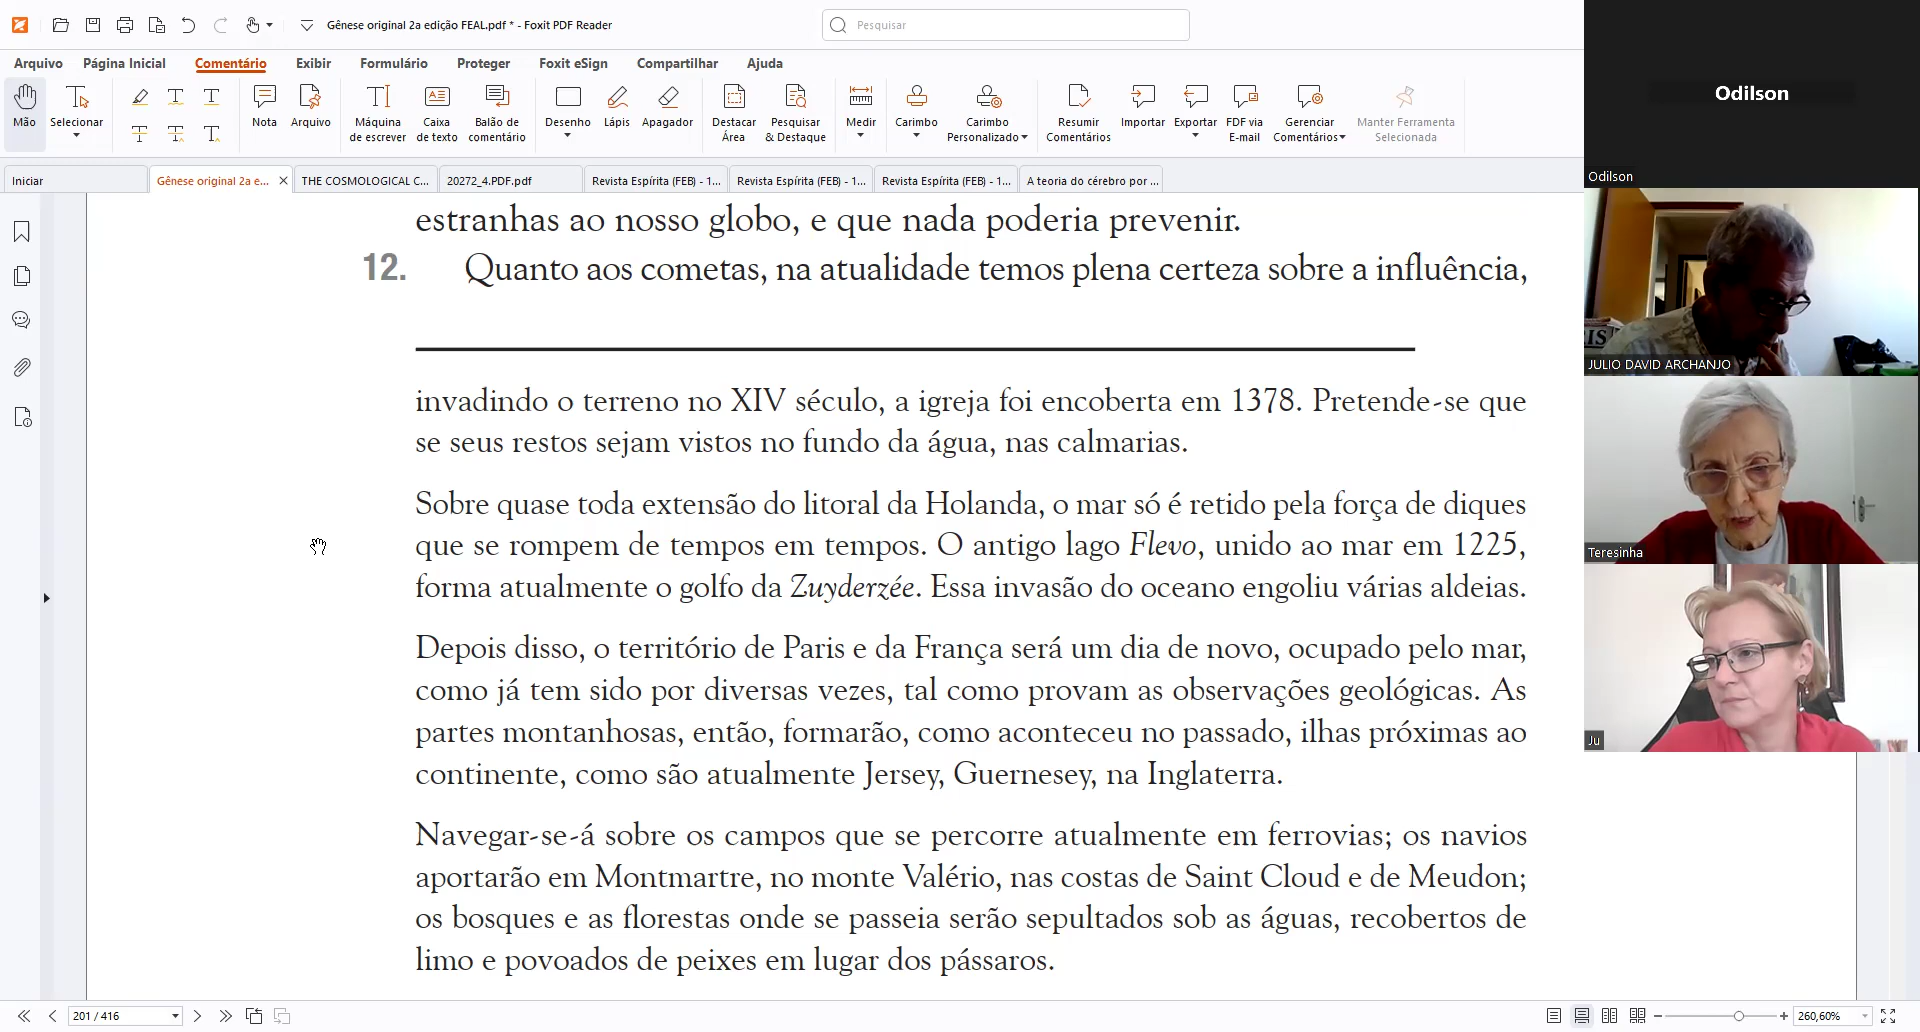 Gênese original 2a edição FEAL.pdf * - Foxit PDF Reader
Pesquisar
Arquivo Página Inicial Comentário Exibir Formulário Proteger Foxit eSign Compartilhar Ajuda
Mão
Selecionar
Nota
Arquivo
Máquina de escrever
Caixa de texto
Balão de comentário
Desenho
Lápis
Apagador
Destacar Área
Pesquisar & Destaque
Medir
Carimbo
Carimbo Personalizado
Resumir Comentários
Importar
Exportar
PDF via E-mail
Gerenciar Comentários
Manter Ferramenta Selecionada
Iniciar
Gênese original 2a e...
THE COSMOLOGICAL C...
20272_4.PDF.pdf
Revista Espírita (FEB) - 1...
Revista Espírita (FEB) - 1...
Revista Espírita (FEB) - 1...
A teoria do cérebro por ...
estranhas ao nosso globo, e que nada poderia prevenir.
12. Quanto aos cometas, na atualidade temos plena certeza sobre a influência,
invadindo o terreno no XIV século, a igreja foi encoberta em 1378. Pretende-se que
se seus restos sejam vistos no fundo da água, nas calmarias.
Sobre quase toda extensão do litoral da Holanda, o mar só é retido pela força de diques
que se rompem de tempos em tempos. O antigo lago Flevo, unido ao mar em 1225,
forma atualmente o golfo da Zuyderzée. Essa invasão do oceano engoliu várias aldeias.
Depois disso, o território de Paris e da França será um dia de novo, ocupado pelo mar,
como já tem sido por diversas vezes, tal como provam as observações geológicas. As
partes montanhosas, então, formarão, como aconteceu no passado, ilhas próximas ao
continente, como são atualmente Jersey, Guernesey, na Inglaterra.
Navegar-se-á sobre os campos que se percorre atualmente em ferrovias; os navios
aportarão em Montmartre, no monte Valério, nas costas de Saint Cloud e de Meudon;
os bosques e as florestas onde se passeia serão sepultados sob as águas, recobertos de
limo e povoados de peixes em lugar dos pássaros.
201 / 416
260,60%
Odilson
Odilson
JULIO DAVID ARCHANJO
Teresinha
Ju